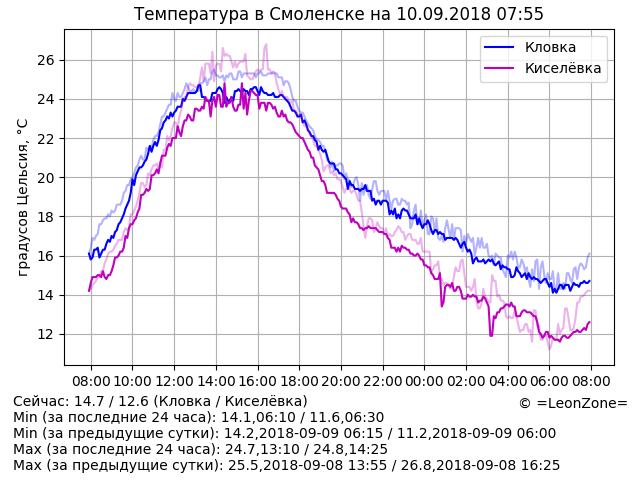 Температура в Смоленске на 10.09.2018 07:55
градусов Цельсия, °C
26
24
22
20
18
16
14
12
Кловка
Киселёвка
08:00 10:00 12:00 14:00 16:00 18:00 20:00 22:00 00:00 02:00 04:00 06:00 08:00
Сейчас: 14.7 / 12.6 (Кловка / Киселёвка)
© =LeonZone=
Min (за последние 24 часа): 14.1,06:10 / 11.6,06:30
Min (за предыдущие сутки): 14.2,2018-09-09 06:15 / 11.2,2018-09-09 06:00
Max (за последние 24 часа): 24.7,13:10 / 24.8,14:25
Max (за предыдущие сутки): 25.5,2018-09-08 13:55 / 26.8,2018-09-08 16:25